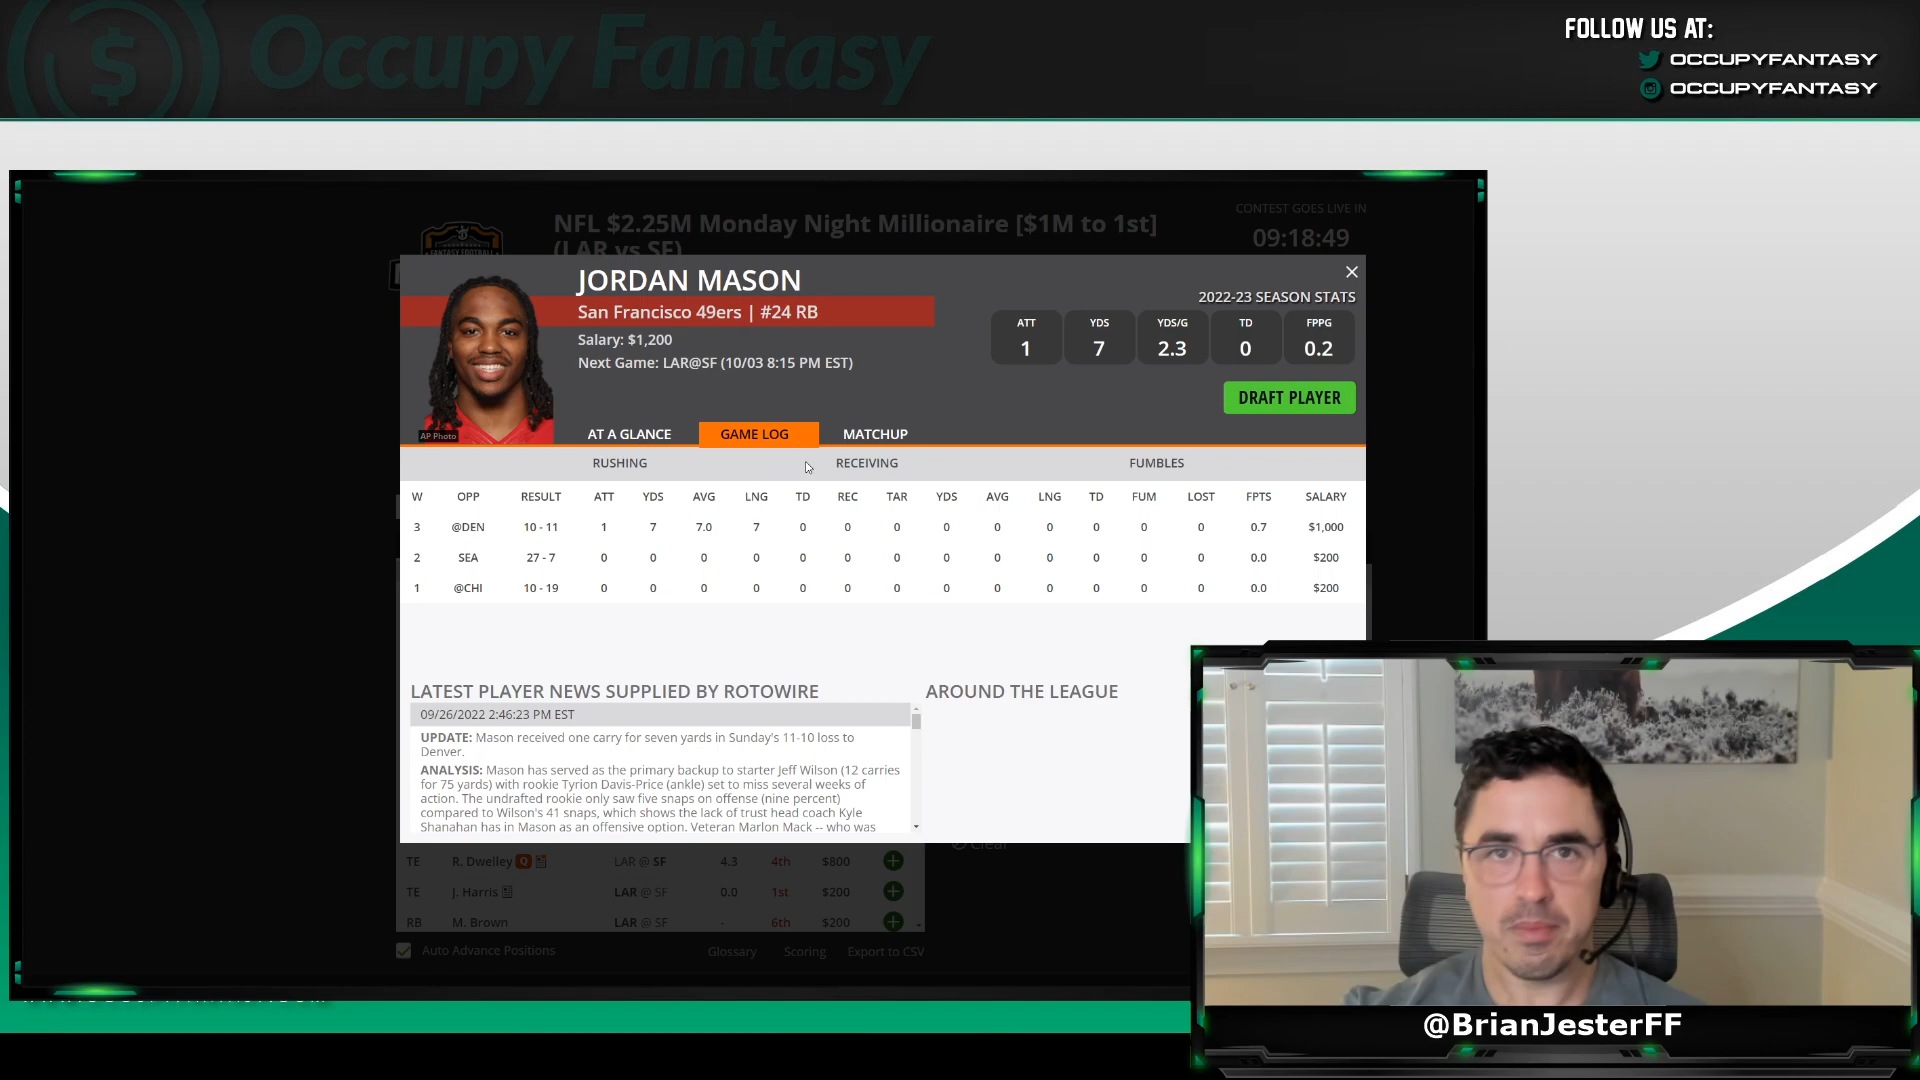 Occupy Fantasy
FOLLOW US AT:
OCCUPYFANTASY
OCCUPYFANTASY
NFL $2.25M Monday Night Millionaire [$1M to 1st]
(LAR vs SF)
CONTEST GOES LIVE IN
09:18:49
FANTASY FOOTBALL
JORDAN MASON
San Francisco 49ers | #24 RB
Salary: $1,200
Next Game: LAR@SF (10/03 8:15 PM EST)
2022-23 SEASON STATS
ATT YDS YDS/G TD FPPG
1 7 2.3 0 0.2
DRAFT PLAYER
AP Photo
AT A GLANCE GAME LOG MATCHUP
RUSHING RECEIVING FUMBLES
W OPP RESULT ATT YDS AVG LNG TD REC TAR YDS AVG LNG TD FUM LOST FPTS SALARY
3 @DEN 10 - 11 1 7 7.0 7 0 0 0 0 0 0 0 0 0 0.7 $1,000
2 SEA 27 - 7 0 0 0 0 0 0 0 0 0 0 0 0 0 0.0 $200
1 @CHI 10 - 19 0 0 0 0 0 0 0 0 0 0 0 0 0 0.0 $200
LATEST PLAYER NEWS SUPPLIED BY ROTOWIRE
AROUND THE LEAGUE
09/26/2022 2:46:23 PM EST
UPDATE: Mason received one carry for seven yards in Sunday's 11-10 loss to
Denver.
ANALYSIS: Mason has served as the primary backup to starter Jeff Wilson (12 carries
for 75 yards) with rookie Tyrion Davis-Price (ankle) set to miss several weeks of
action. The undrafted rookie only saw five snaps on offense (nine percent)
compared to Wilson's 41 snaps, which shows the lack of trust head coach Kyle
Shanahan has in Mason as an offensive option. Veteran Marlon Mack -- who was
Clear
TE R. Dwelley Q LAR @ SF 4.3 4th $800
TE J. Harris LAR @ SF 0.0 1st $200
RB M. Brown LAR @ SF - 6th $200
Auto Advance Positions Glossary Scoring Export to CSV
@BrianJesterFF